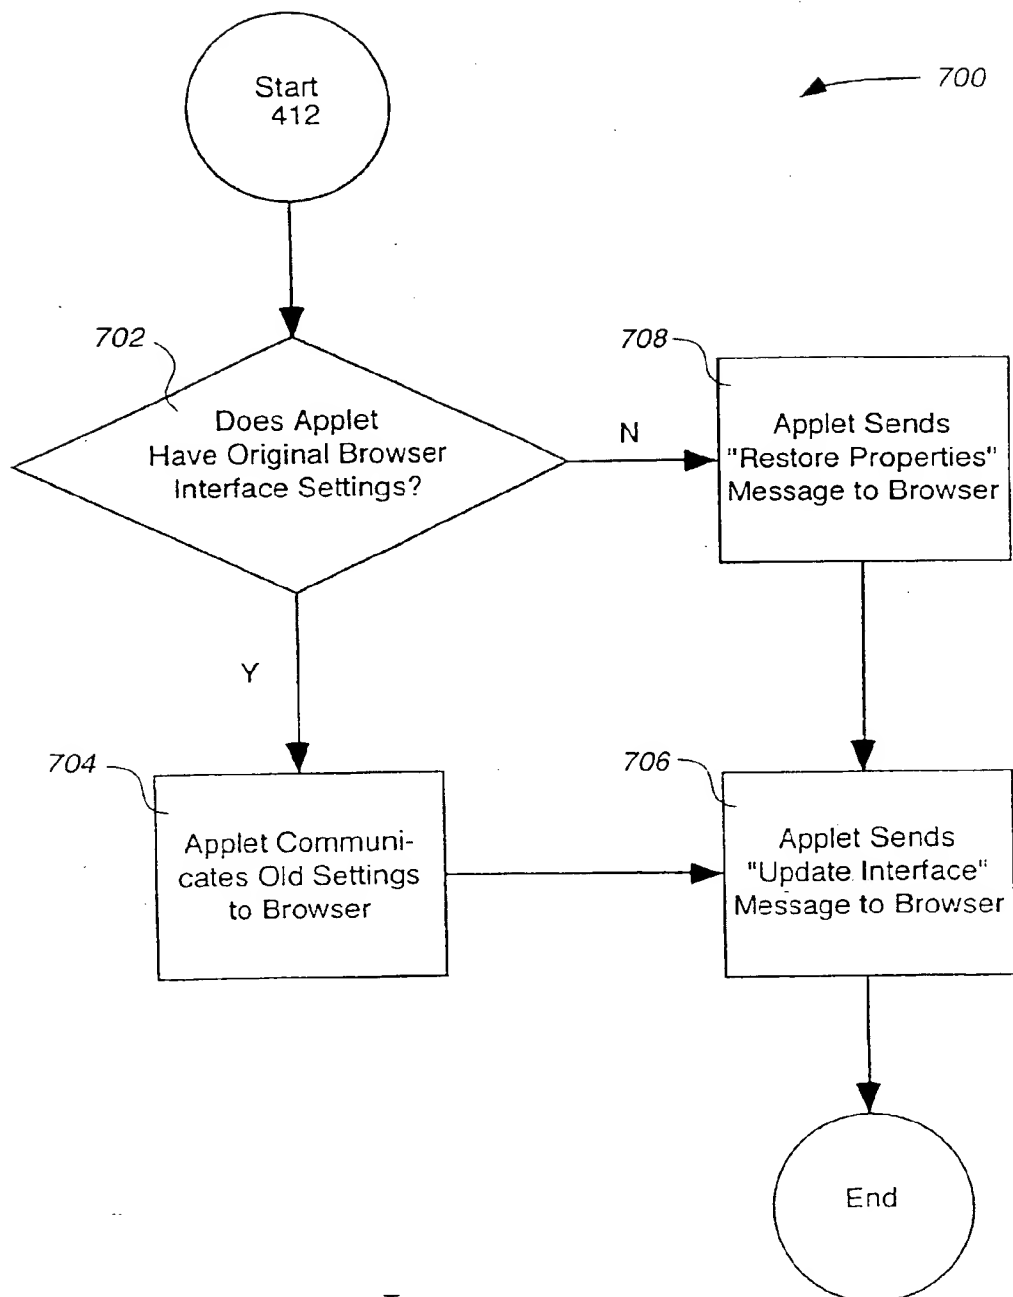 Start
412
700
702
Does Applet
Have Original Browser
Interface Settings?
N
708
Applet Sends
"Restore Properties"
Message to Browser
Y
704
Applet Communi-
cates Old Settings
to Browser
706
Applet Sends
"Update Interface"
Message to Browser
End